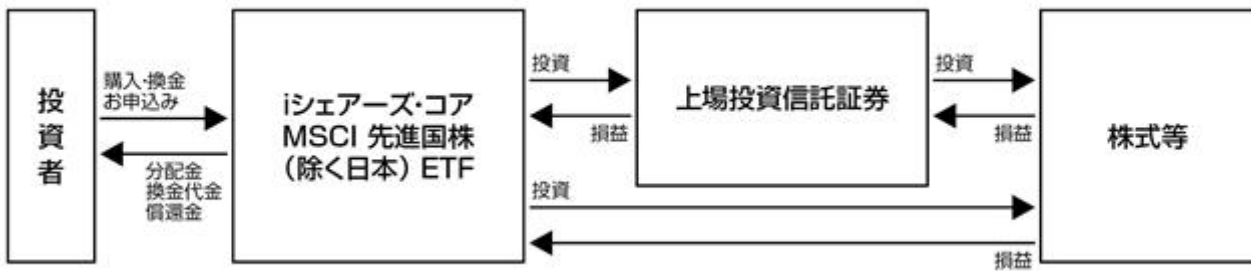 投資者
購入・換金
お申込み
分配金
換金代金
償還金
iシェアーズ・コア
MSCI 先進国株
（除く日本）ETF
投資
損益
上場投資信託証券
投資
損益
投資
損益
株式等